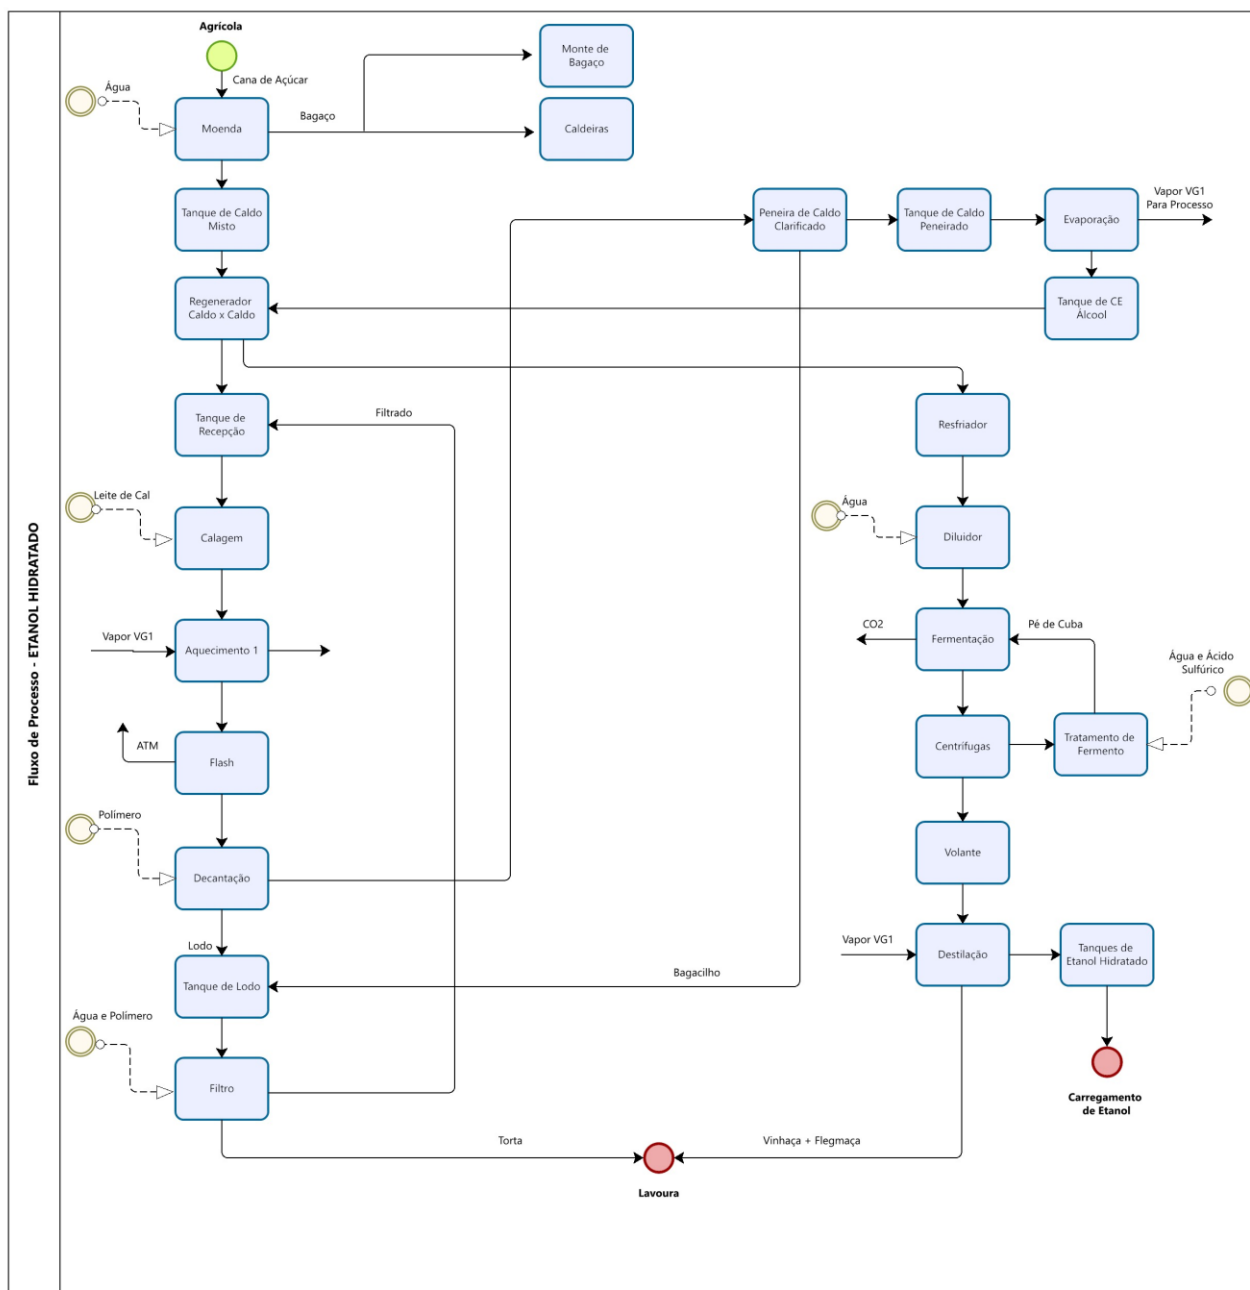 Fluxo de Processo - ETANOL HIDRATADO
Agrícola
Cana de Açúcar
Água
Moenda
Bagaço
Monte de
Bagaço
Caldeiras
Tanque de Caldo
Misto
Regenerador
Caldo x Caldo
Peneira de Caldo
Clarificado
Tanque de Caldo
Peneirado
Evaporação
Vapor VG1
Para Processo
Tanque de CE
Álcool
Tanque de
Recepção
Filtrado
Resfriador
Leite de Cal
Calagem
Água
Diluidor
Vapor VG1
Aquecimento 1
CO2
Fermentação
Pé de Cuba
Água e Ácido
Sulfúrico
ATM
Flash
Centrífugas
Tratamento de
Fermento
Polímero
Decantação
Volante
Lodo
Tanque de Lodo
Bagacilho
Vapor VG1
Destilação
Tanques de
Etanol Hidratado
Água e Polímero
Filtro
Carregamento
de Etanol
Torta
Vinhaça + Flegmaça
Lavoura